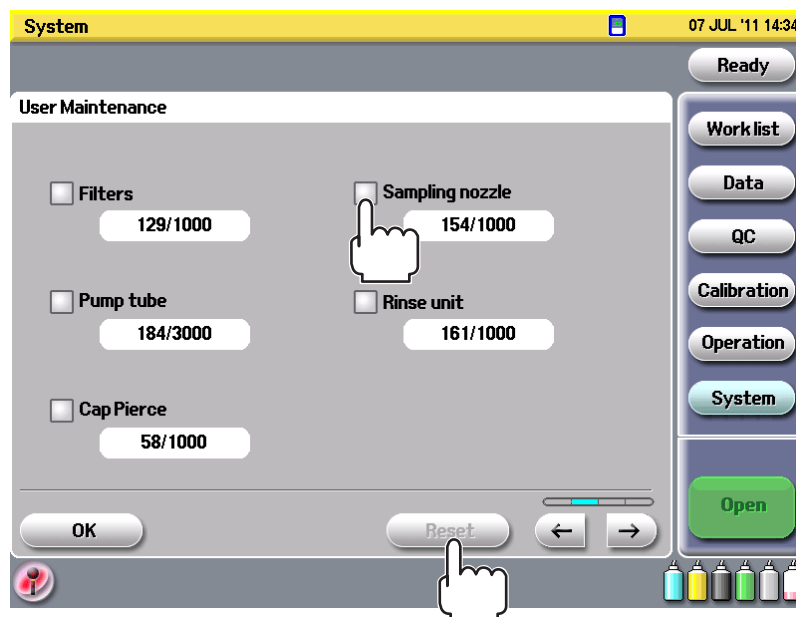 System
07 JUL '11 14:34
Ready
User Maintenance
Work list
Filters
Sampling nozzle
Data
129/1000
154/1000
QC
Pump tube
Rinse unit
Calibration
184/3000
161/1000
Operation
Cap Pierce
System
58/1000
Open
OK
Reset
← →